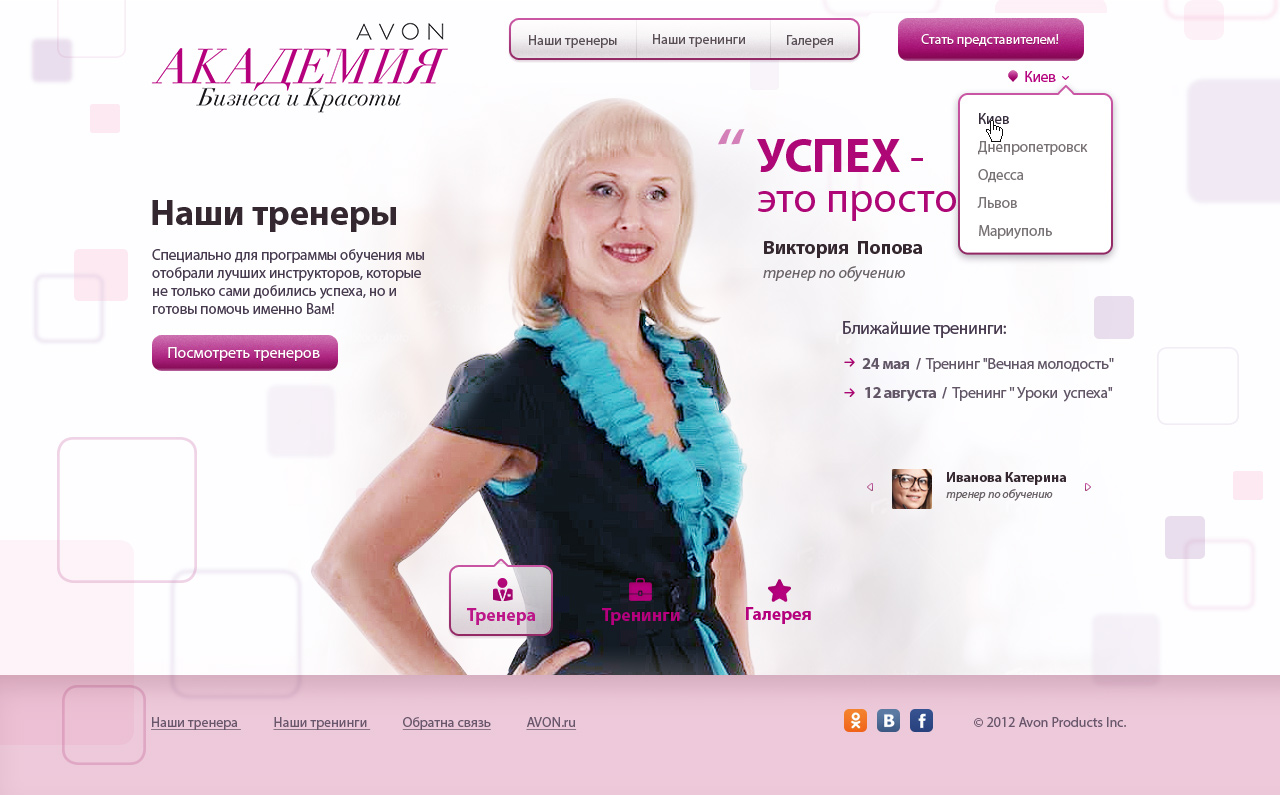 AVON
АКАДЕМИЯ
Бизнеса и Красоты
Наши тренеры
Наши тренинги
Галерея
Стать представителем!
Киев
Киев
Днепропетровск
Одесса
Львов
Мариуполь
“ УСПЕХ -
это просто
Виктория Попова
тренер по обучению
Наши тренеры
Специально для программы обучения мы
отобрали лучших инструкторов, которые
не только сами добились успеха, но и
готовы помочь именно Вам!
Посмотреть тренеров
Ближайшие тренинги:
24 мая / Тренинг "Вечная молодость"
12 августа / Тренинг " Уроки успеха"
Иванова Катерина
тренер по обучению
Тренера
Тренинги
Галерея
Наши тренера
Наши тренинги
Обратна связь
AVON.ru
В
f
© 2012 Avon Products Inc.